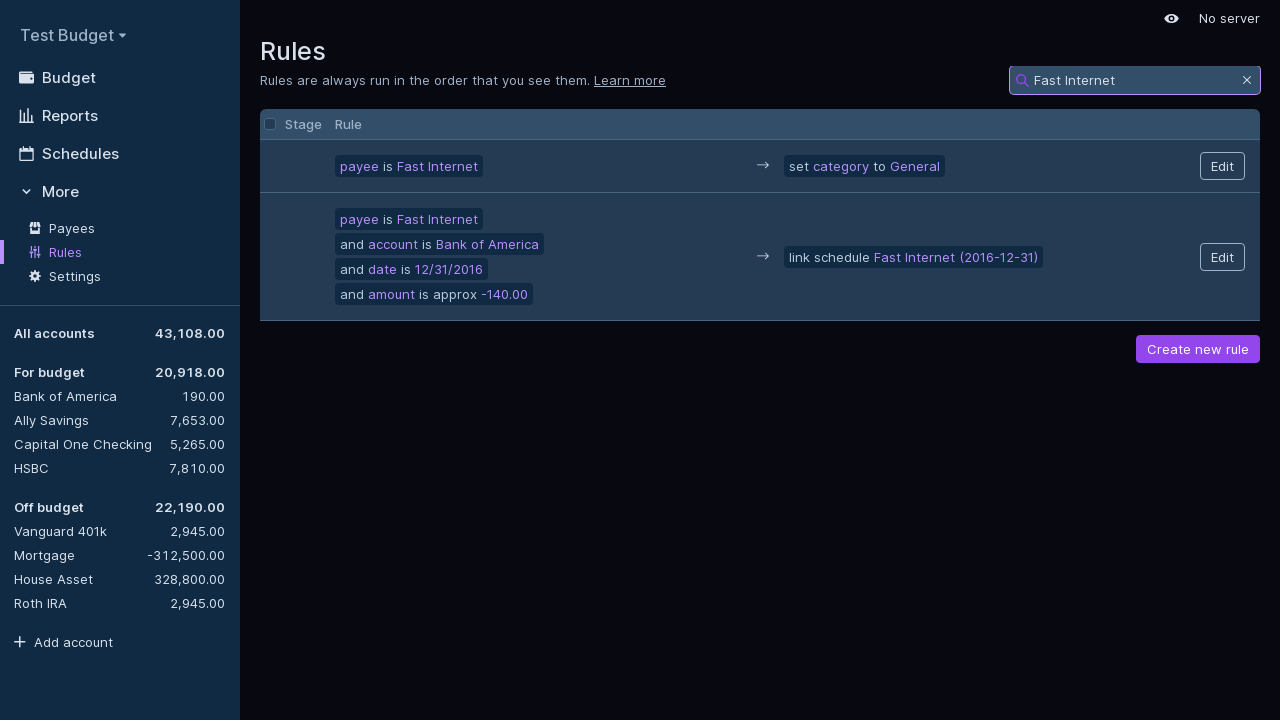 Test Budget
Budget
Reports
Schedules
More
Payees
Rules
Settings
All accounts 43,108.00
For budget 20,918.00
Bank of America 190.00
Ally Savings 7,653.00
Capital One Checking 5,265.00
HSBC 7,810.00
Off budget 22,190.00
Vanguard 401k 2,945.00
Mortgage -312,500.00
House Asset 328,800.00
Roth IRA 2,945.00
Add account
No server
Rules
Rules are always run in the order that you see them. Learn more
Fast Internet
Stage Rule
payee is Fast Internet → set category to General Edit
payee is Fast Internet
and account is Bank of America
and date is 12/31/2016
and amount is approx -140.00
→ link schedule Fast Internet (2016-12-31) Edit
Create new rule